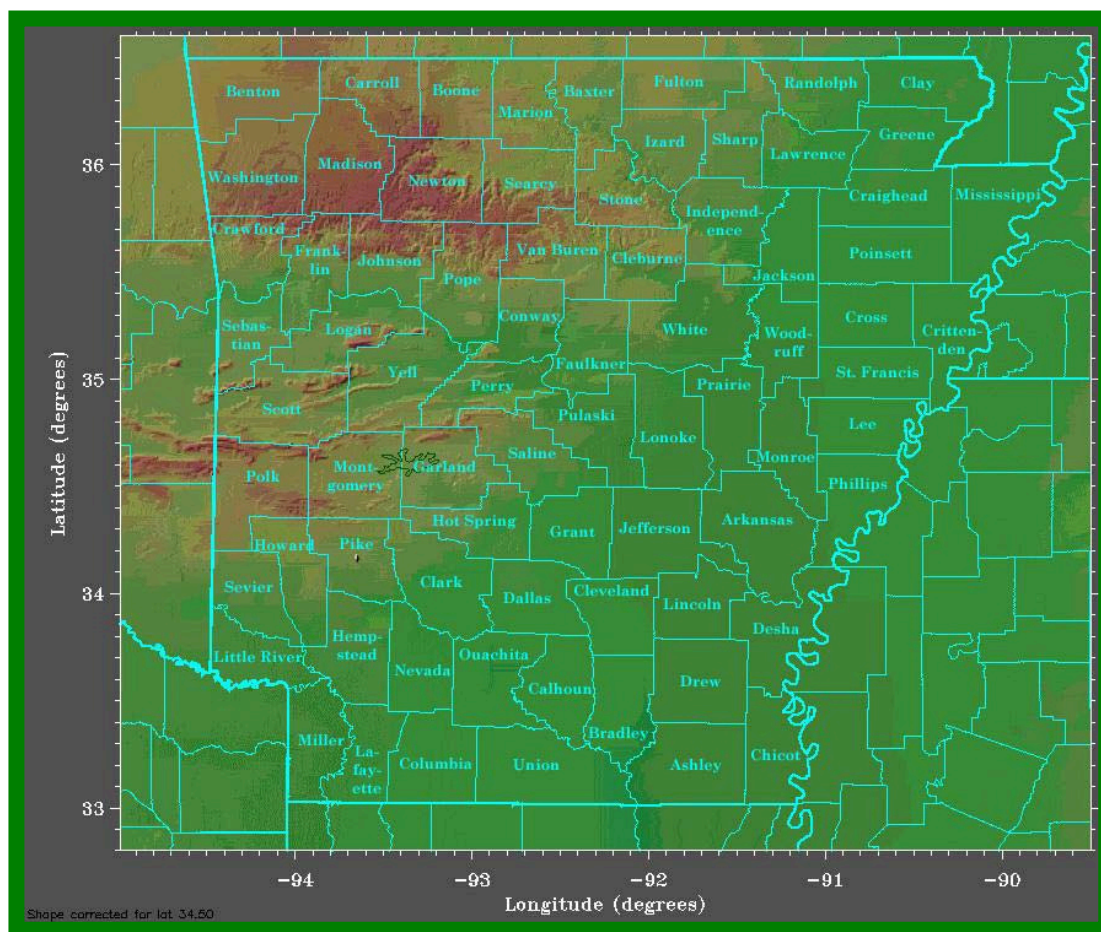 Benton
Carroll
Boone
Marion
Baxter
Fulton
Randolph
Clay
Izard
Sharp
Greene
Lawrence
Washington
Madison
Newton
Searcy
Stone
Independ-
ence
Craighead
Mississippi
Crawford
Frank-
lin
Johnson
Pope
Van Buren
Cleburne
Jackson
Poinsett
Sebas-
tian
Logan
Conway
White
Wood-
ruff
Cross
Critten-
den
Yell
Perry
Faulkner
Prairie
St. Francis
Scott
Pulaski
Lonoke
Lee
Polk
Mont-
gomery
Garland
Saline
Monroe
Phillips
Howard
Pike
Hot Spring
Grant
Jefferson
Arkansas
Sevier
Clark
Dallas
Cleveland
Lincoln
Desha
Little River
Hemp-
stead
Nevada
Ouachita
Calhoun
Drew
Miller
La-
fay-
ette
Columbia
Union
Bradley
Ashley
Chicot
36
35
34
33
Latitude (degrees)
-94
-93
-92
-91
-90
Longitude (degrees)
Shape corrected for lat 34.50